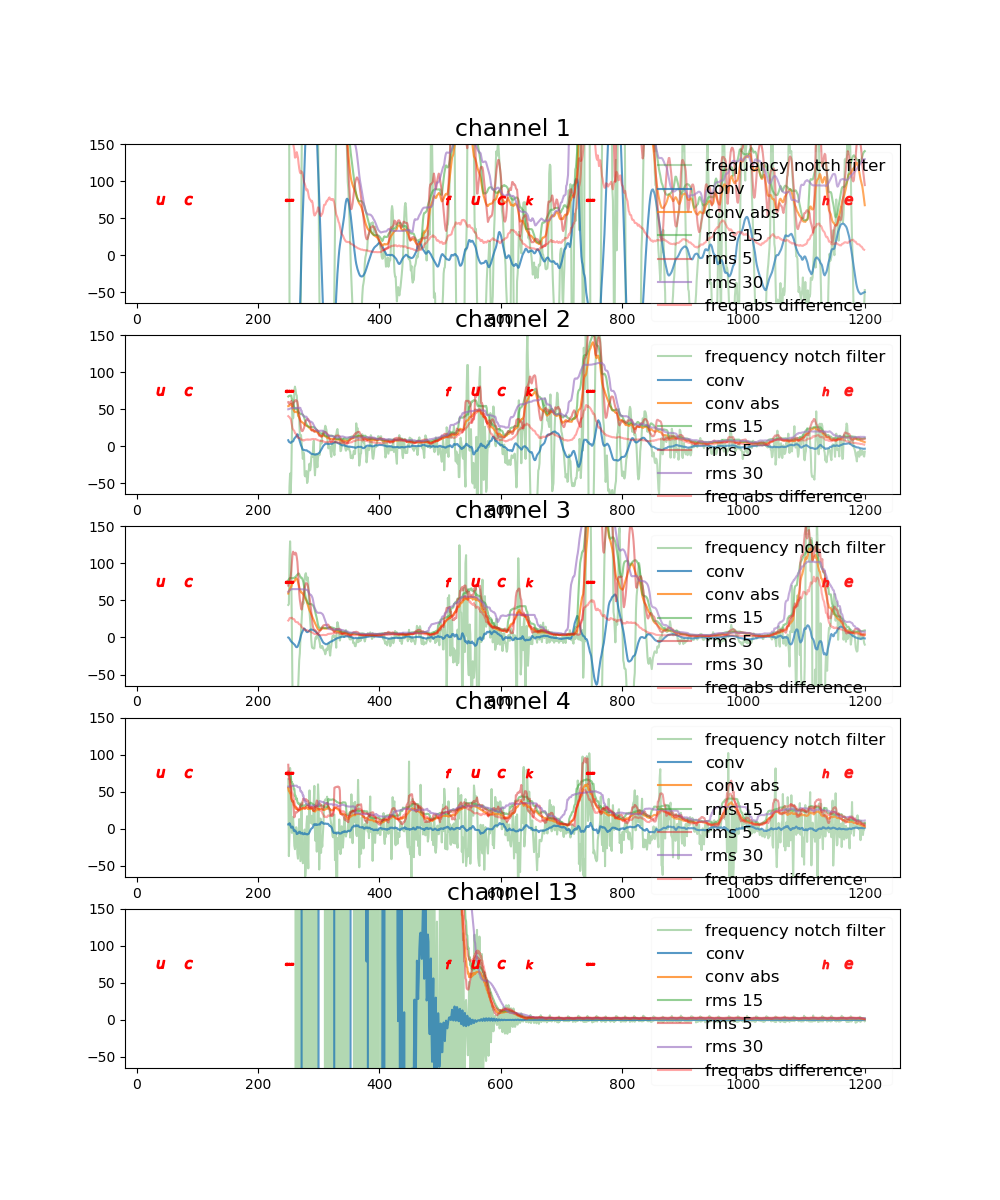 channel 1
150
100
50
0
−50
u c - f u c k - h e
frequency notch filter
conv
conv abs
rms 15
rms 5
rms 30
freq abs difference
0 200 400 600 800 1000 1200
channel 2
150
100
50
0
−50
u c - f u c k - h e
frequency notch filter
conv
conv abs
rms 15
rms 5
rms 30
freq abs difference
0 200 400 600 800 1000 1200
channel 3
150
100
50
0
−50
u c - f u c k - h e
frequency notch filter
conv
conv abs
rms 15
rms 5
rms 30
freq abs difference
0 200 400 600 800 1000 1200
channel 4
150
100
50
0
−50
u c - f u c k - h e
frequency notch filter
conv
conv abs
rms 15
rms 5
rms 30
freq abs difference
0 200 400 600 800 1000 1200
channel 13
150
100
50
0
−50
u c - f u c k - h e
frequency notch filter
conv
conv abs
rms 15
rms 5
rms 30
freq abs difference
0 200 400 600 800 1000 1200